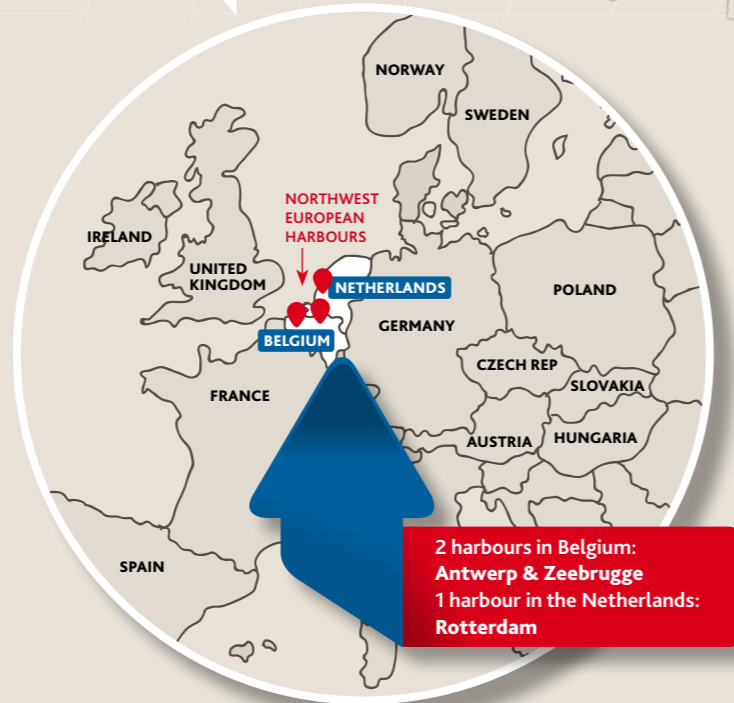 NORWAY
SWEDEN
NORTHWEST
EUROPEAN
HARBOURS
IRELAND
UNITED
KINGDOM
NETHERLANDS
POLAND
GERMANY
BELGIUM
CZECH REP
SLOVAKIA
FRANCE
AUSTRIA
HUNGARIA
SPAIN
2 harbours in Belgium:
Antwerp & Zeebrugge
1 harbour in the Netherlands:
Rotterdam